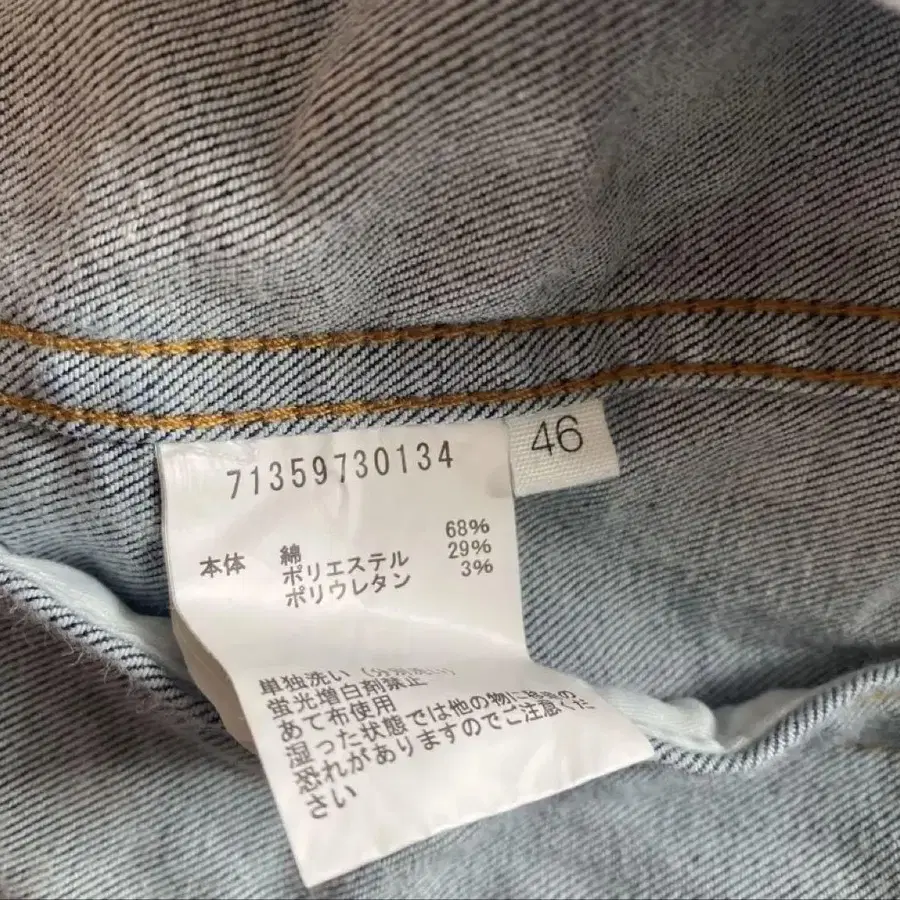 71359730134
46
本体 綿 68%
ポリエステル 29%
ポリウレタン 3%
単独洗い
蛍光増白剤禁止
あて布使用
湿った状態では他の物に移染の
恐れがありますのでご注意くだ
さい